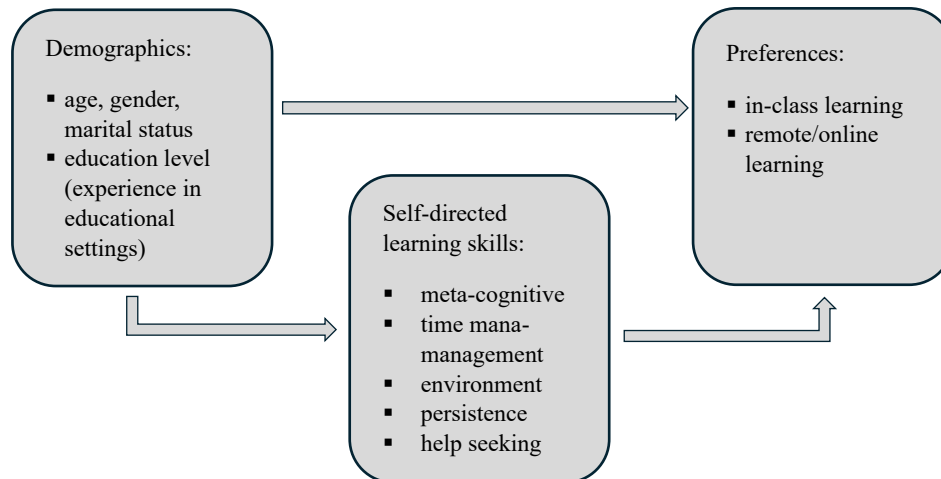 Demographics:
▪ age, gender,
marital status
▪ education level
(experience in
educational
settings)
Self-directed
learning skills:
▪ meta-cognitive
▪ time mana-
management
▪ environment
▪ persistence
▪ help seeking
Preferences:
▪ in-class learning
▪ remote/online
learning